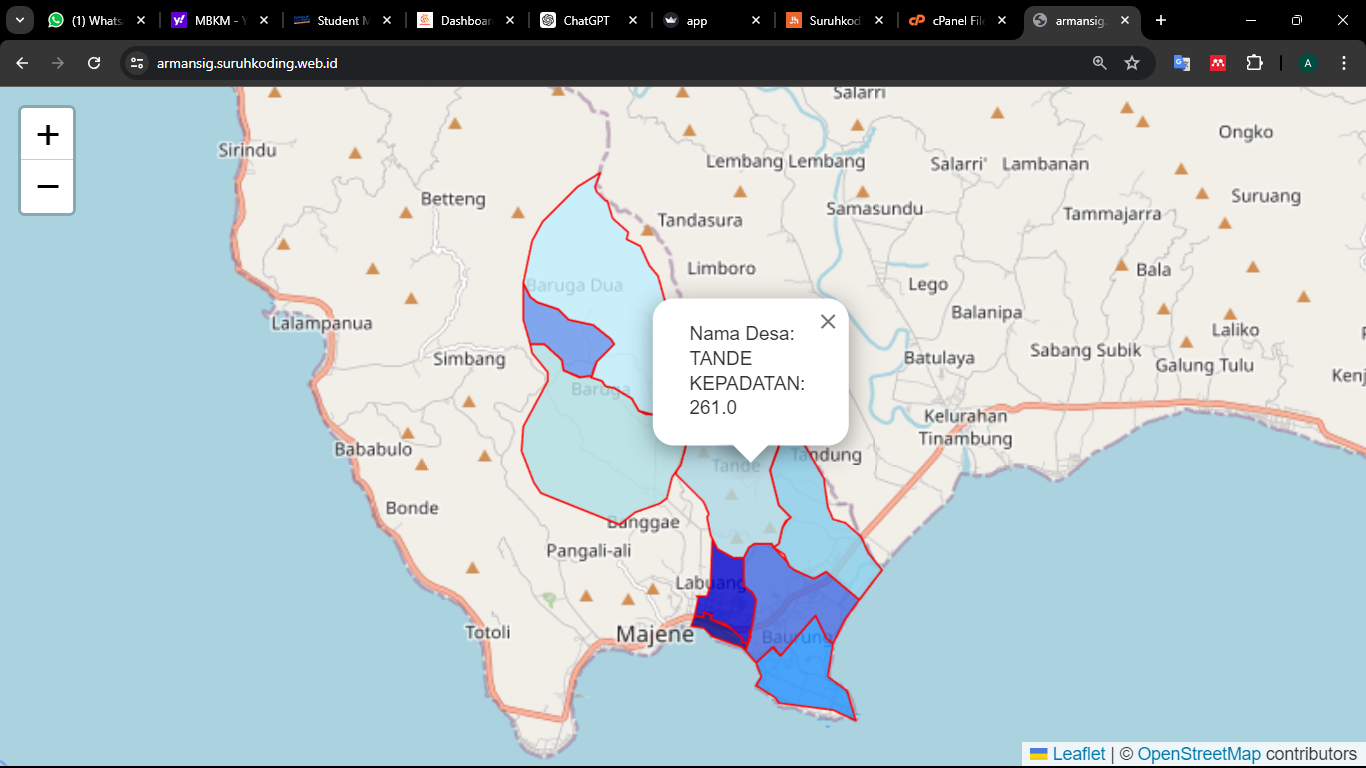 (1) Whats
MBKM - Y
Student M
Dashboar
ChatGPT
app
Suruhkod
cPanel File
armansig.
armansig.suruhkoding.web.id
A
+
−
Salarri
Sirindu
Ongko
Lembang Lembang
Salarri'
Lambanan
Betteng
Suruang
Samasundu
Tammajarra
Tandasura
Limboro
Bala
Baruga Dua
Lego
Balanipa
Lalampanua
Laliko
Nama Desa:
TANDE
KEPADATAN:
261.0
Simbang
Batulaya
Sabang Subik
Galung Tulu
Kenj
Baruga
Kelurahan
Tinambung
Bababulo
Tande
Tandung
Bonde
Banggae
Pangali-ali
Labuang
Totoli
Majene
Baurung
Leaflet | © OpenStreetMap contributors